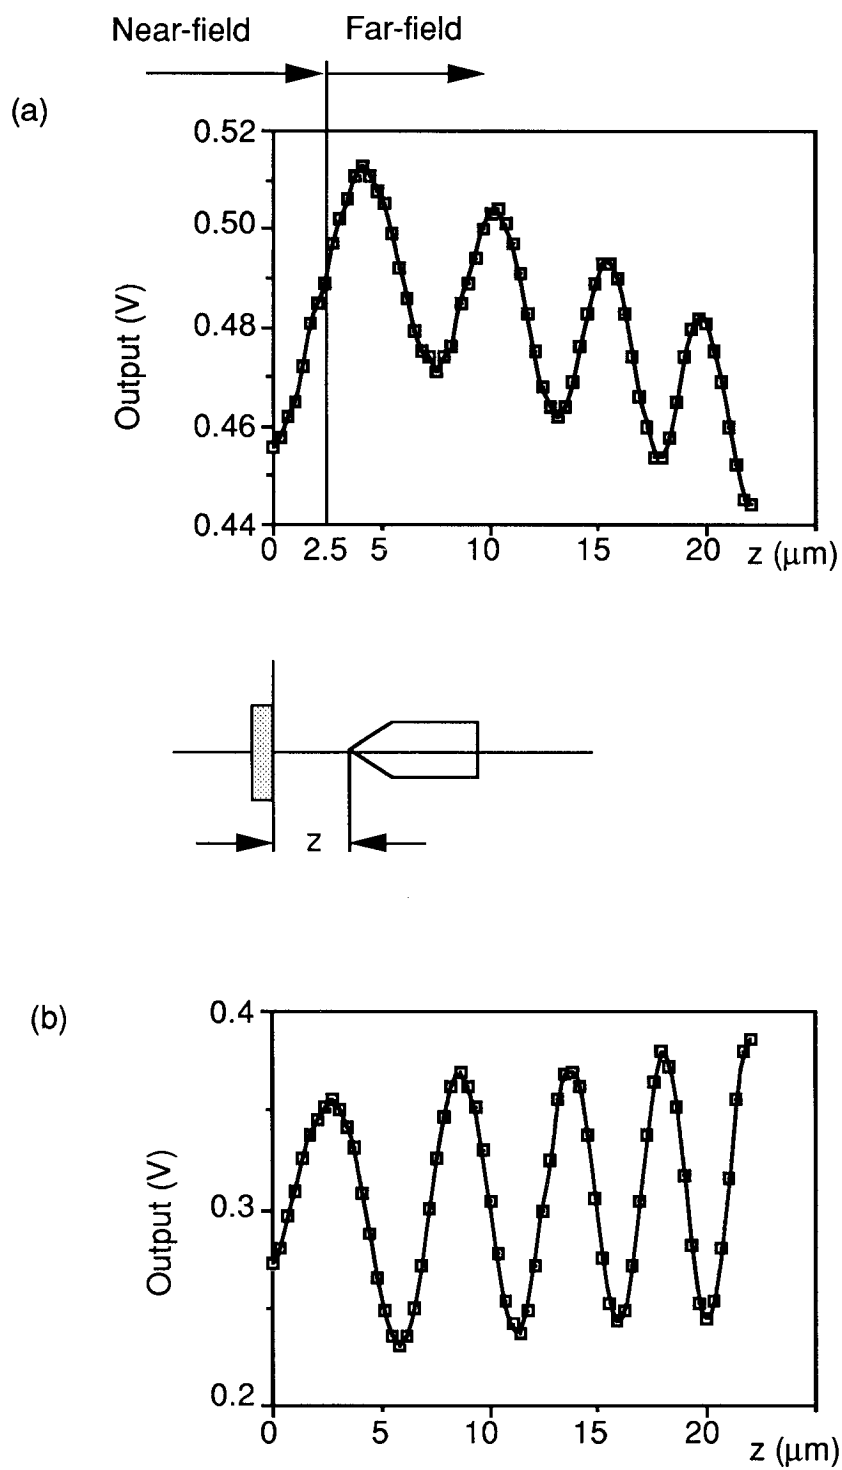 Near-field Far-field
(a)
0.52
0.50
0.48
0.46
0.44
Output (V)
0 2.5 5 10 15 20 z (μm)
z
(b)
0.4
0.3
0.2
Output (V)
0 5 10 15 20 z (μm)